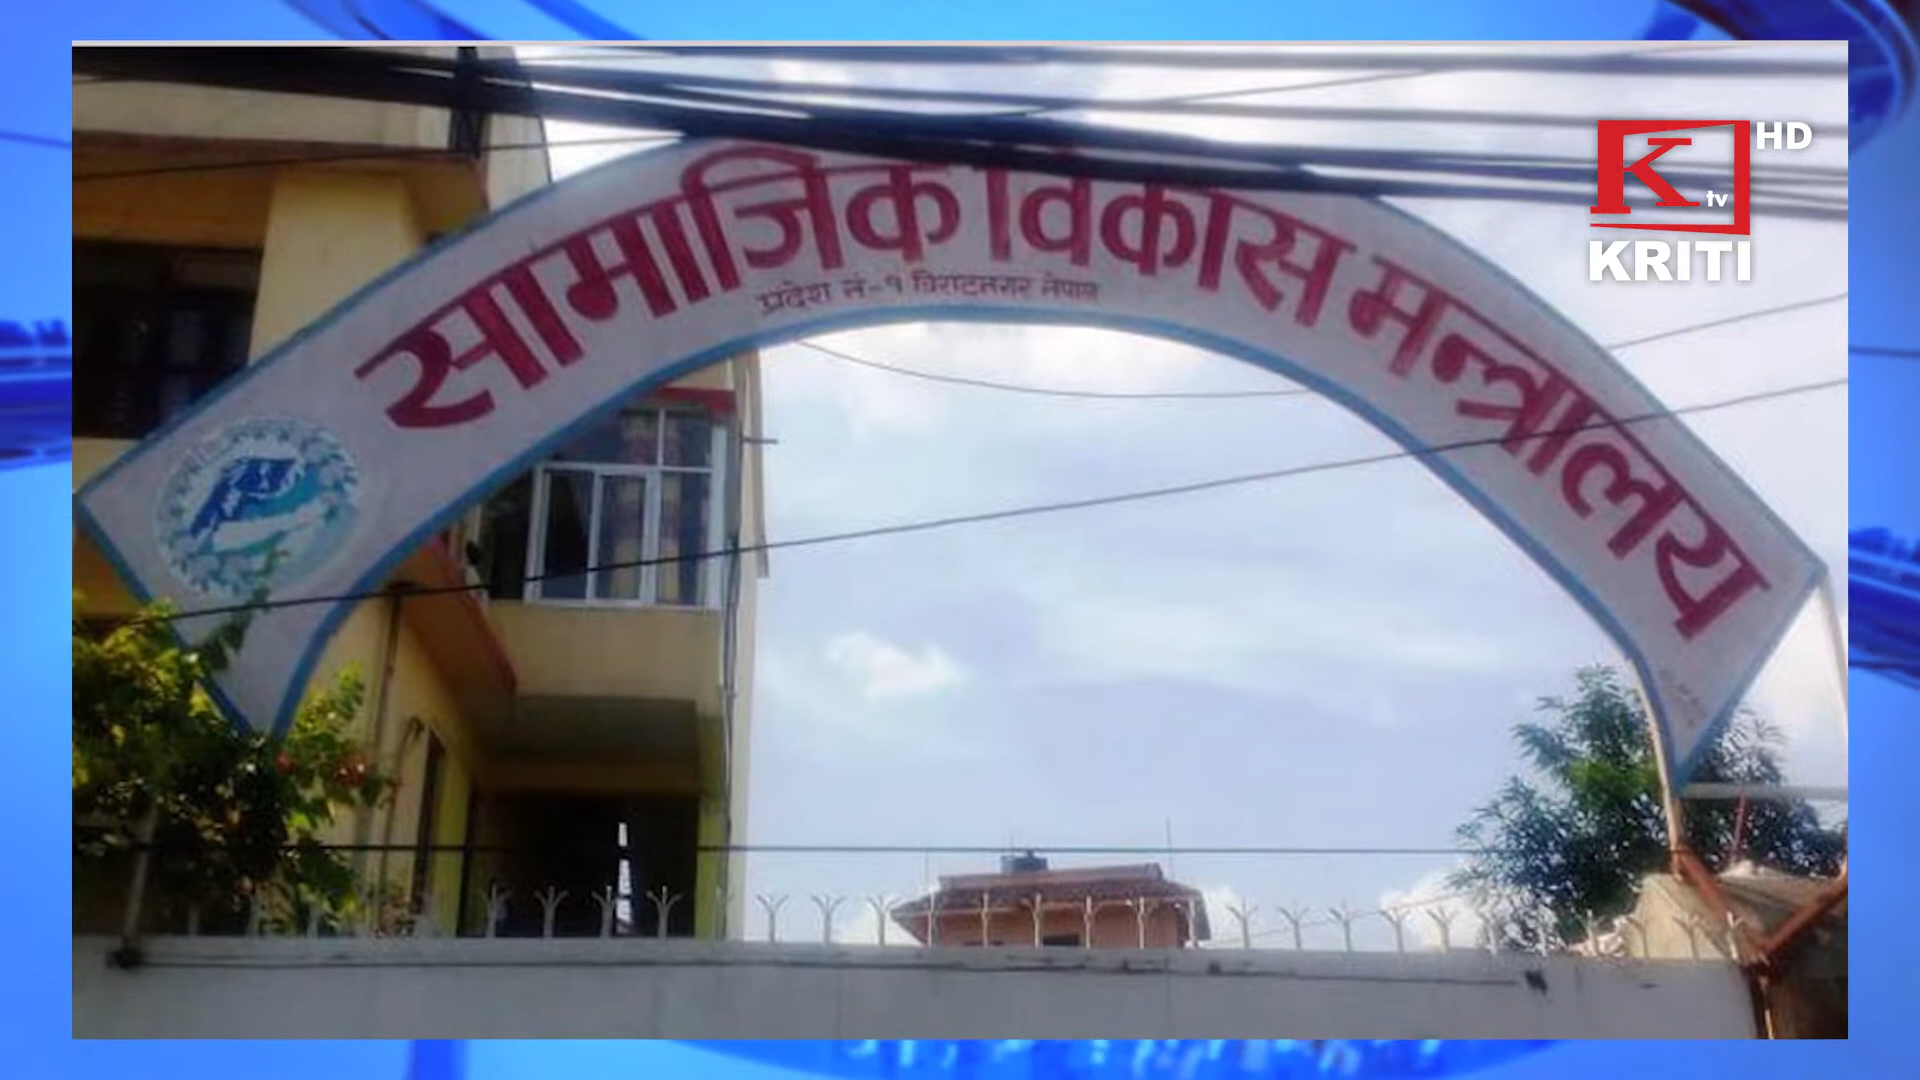 सामाजिक विकास मन्त्रालय
प्रदेश नं-१ विराटनगर नेपाल
K tv HD
KRITI